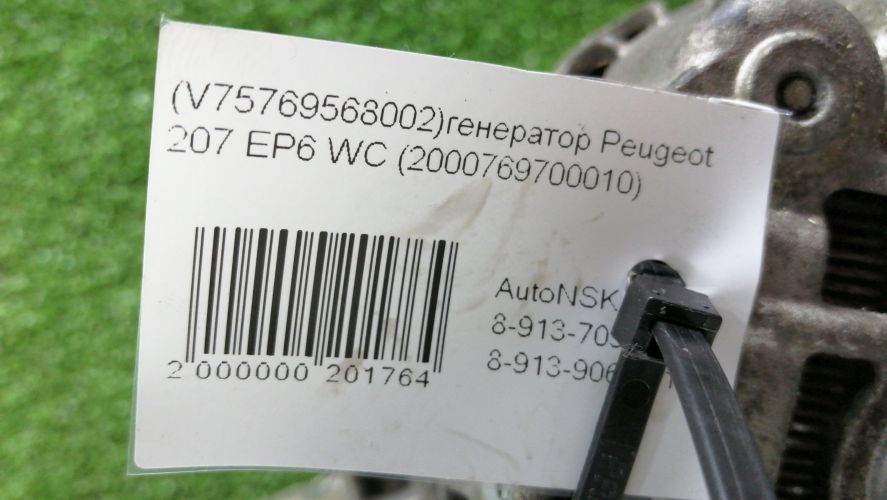 (V75769568002)генератор Peugeot
207 EP6 WC (2000769700010)
AutoNSK
8-913-70
8-913-906
2 000000 201764